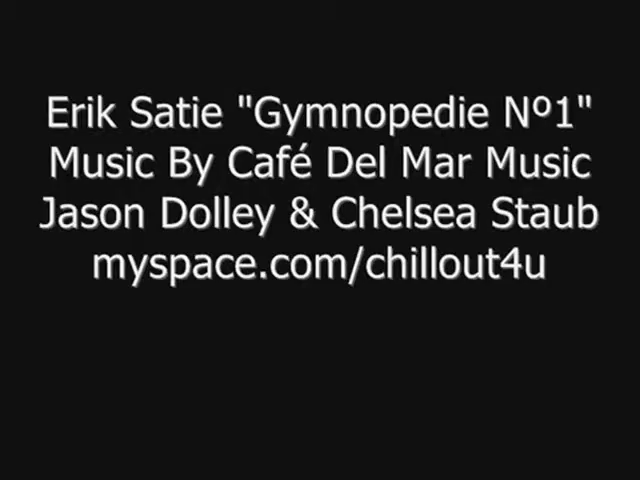 Erik Satie "Gymnopedie Nº1"
Music By Café Del Mar Music
Jason Dolley & Chelsea Staub
myspace.com/chillout4u